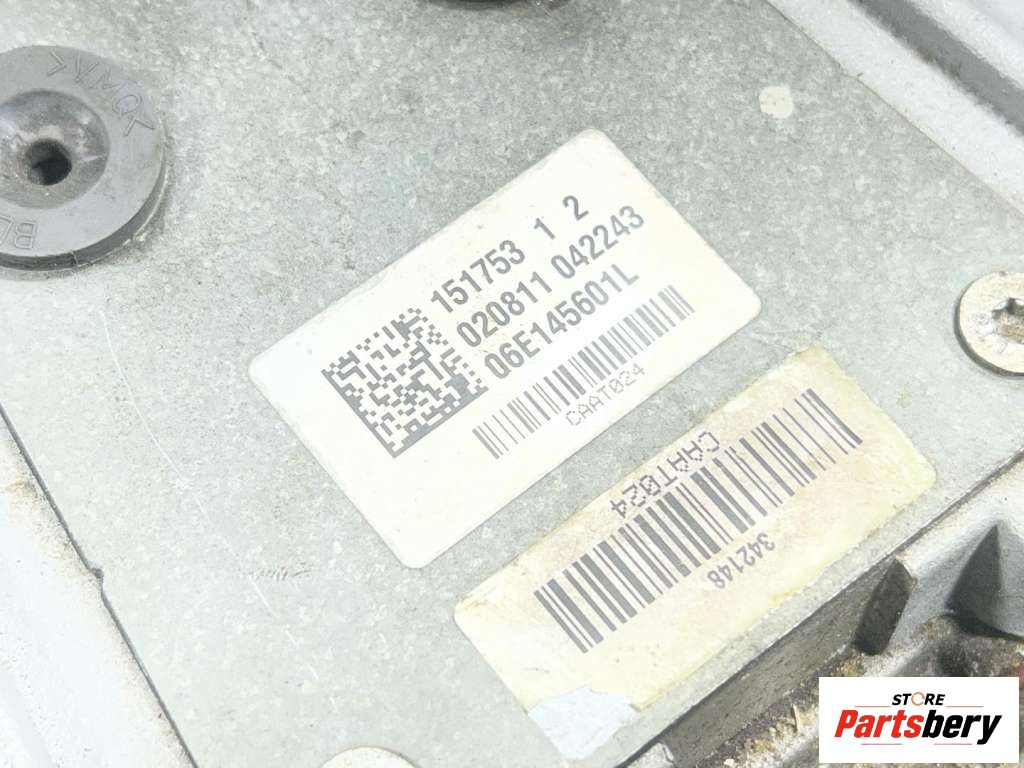 151753 1 2
020811 042243
06E145601L
CAAT024
CAAT024
342148
STORE
Partsbery